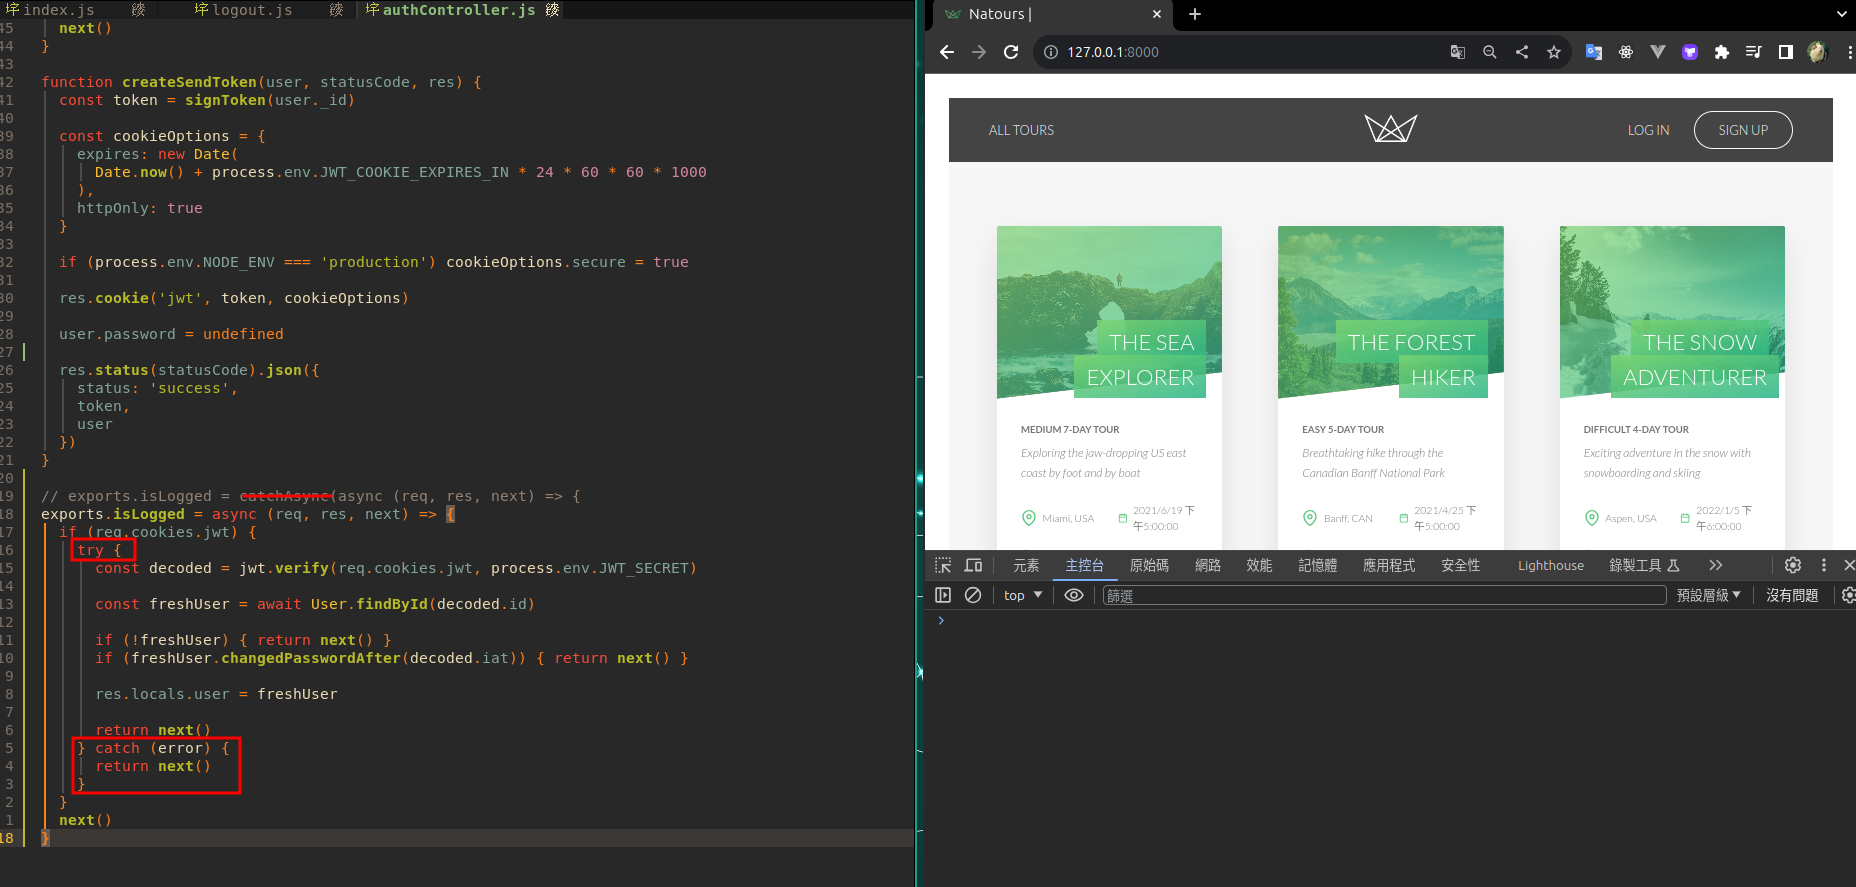 index.js
logout.js
authController.js
45 next()
44 }
43
42 function createSendToken(user, statusCode, res) {
41 const token = signToken(user._id)
40
39 const cookieOptions = {
38 expires: new Date(
37 Date.now() + process.env.JWT_COOKIE_EXPIRES_IN * 24 * 60 * 60 * 1000
36 ),
35 httpOnly: true
34 }
33
32 if (process.env.NODE_ENV === 'production') cookieOptions.secure = true
31
30 res.cookie('jwt', token, cookieOptions)
29
28 user.password = undefined
27
26 res.status(statusCode).json({
25 status: 'success',
24 token,
23 user
22 })
21 }
20
19 // exports.isLogged = catchAsync(async (req, res, next) => {
18 exports.isLogged = async (req, res, next) => {
17 if (req.cookies.jwt) {
16 try {
15 const decoded = jwt.verify(req.cookies.jwt, process.env.JWT_SECRET)
14
13 const freshUser = await User.findById(decoded.id)
12
11 if (!freshUser) { return next() }
10 if (freshUser.changedPasswordAfter(decoded.iat)) { return next() }
9
8 res.locals.user = freshUser
7
6 return next()
5 } catch (error) {
4 return next()
3 }
2 }
1 next()
18 }
Natours |
127.0.0.1:8000
ALL TOURS
LOG IN
SIGN UP
THE SEA
EXPLORER
MEDIUM 7-DAY TOUR
Exploring the jaw-dropping US east
coast by foot and by boat
Miami, USA
2021/6/19 下
午5:00:00
THE FOREST
HIKER
EASY 5-DAY TOUR
Breathtaking hike through the
Canadian Banff National Park
Banff, CAN
2021/4/25 下
午5:00:00
THE SNOW
ADVENTURER
DIFFICULT 4-DAY TOUR
Exciting adventure in the snow with
snowboarding and skiing
Aspen, USA
2022/1/5 下
午6:00:00
元素 主控台 原始碼 網路 效能 記憶體 應用程式 安全性 Lighthouse 錄製工具
top 篩選 預設層級 沒有問題